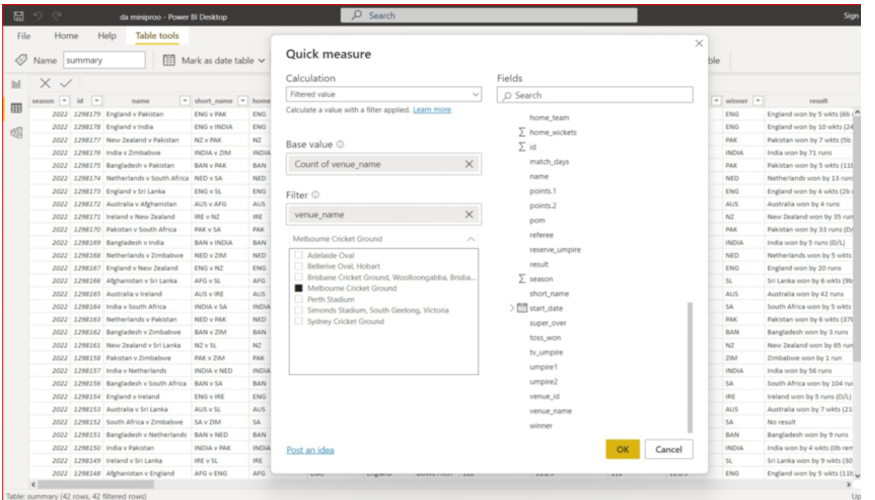 da miniproo - Power BI Desktop
Search
Sign
File Home Help Table tools
Name summary Mark as date table ble
Quick measure
Calculation
Filtered value
Calculate a value with a filter applied. Learn more
Base value
Count of venue_name
Filter
venue_name
Melbourne Cricket Ground
Adelaide Oval
Bellerive Oval, Hobart
Brisbane Cricket Ground, Woolloongabba, Brisba...
Melbourne Cricket Ground
Perth Stadium
Simonds Stadium, South Geelong, Victoria
Sydney Cricket Ground
Post an idea
Fields
Search
home_team
home_wickets
id
match_days
name
points.1
points.2
pom
referee
reserve_umpire
result
season
short_name
start_date
super_over
toss_won
tv_umpire
umpire1
umpire2
venue_id
venue_name
winner
OK Cancel
season id name short_name home winner result
2022 1298179 England v Pakistan ENG v PAK ENG ENG England won by 5 wkts (6b
2022 1298178 England v India ENG v INDIA ENG ENG England won by 10 wkts (24
2022 1298177 New Zealand v Pakistan NZ v PAK NZ PAK Pakistan won by 7 wkts (5b
2022 1298176 India v Zimbabwe INDIA v ZIM INDIA INDIA India won by 71 runs
2022 1298175 Bangladesh v Pakistan BAN v PAK BAN PAK Pakistan won by 5 wkts (11b
2022 1298174 Netherlands v South Africa NED v SA NED NED Netherlands won by 13 run
2022 1298173 England v Sri Lanka ENG v SL ENG ENG England won by 4 wkts (2b
2022 1298172 Australia v Afghanistan AUS v AFG AUS AUS Australia won by 4 runs
2022 1298171 Ireland v New Zealand IRE v NZ IRE NZ New Zealand won by 35 run
2022 1298170 Pakistan v South Africa PAK v SA PAK PAK Pakistan won by 33 runs (D/
2022 1298169 Bangladesh v India BAN v INDIA BAN INDIA India won by 5 runs (D/L)
2022 1298168 Netherlands v Zimbabwe NED v ZIM NED NED Netherlands won by 5 wkts
2022 1298167 England v New Zealand ENG v NZ ENG ENG England won by 20 runs
2022 1298166 Afghanistan v Sri Lanka AFG v SL AFG SL Sri Lanka won by 6 wkts (9b
2022 1298165 Australia v Ireland AUS v IRE AUS AUS Australia won by 42 runs
2022 1298164 India v South Africa INDIA v SA INDIA SA South Africa won by 5 wkts
2022 1298163 Netherlands v Pakistan NED v PAK NED PAK Pakistan won by 6 wkts (37b
2022 1298162 Bangladesh v Zimbabwe BAN v ZIM BAN BAN Bangladesh won by 3 runs
2022 1298161 New Zealand v Sri Lanka NZ v SL NZ NZ New Zealand won by 65 run
2022 1298158 Pakistan v Zimbabwe PAK v ZIM PAK ZIM Zimbabwe won by 1 run
2022 1298157 India v Netherlands INDIA v NED INDIA INDIA India won by 56 runs
2022 1298156 Bangladesh v South Africa BAN v SA BAN SA South Africa won by 104 run
2022 1298154 England v Ireland ENG v IRE ENG IRE Ireland won by 5 runs (D/L)
2022 1298153 Australia v Sri Lanka AUS v SL AUS AUS Australia won by 7 wkts (21
2022 1298152 South Africa v Zimbabwe SA v ZIM SA SA No result
2022 1298151 Bangladesh v Netherlands BAN v NED BAN BAN Bangladesh won by 9 runs
2022 1298150 India v Pakistan INDIA v PAK INDIA INDIA India won by 4 wkts (0b rem
2022 1298149 Ireland v Sri Lanka IRE v SL IRE SL Sri Lanka won by 9 wkts (30
2022 1298148 Afghanistan v England AFG v ENG AFG ENG England won by 5 wkts (11b
Table: summary (42 rows, 42 filtered rows)
Up